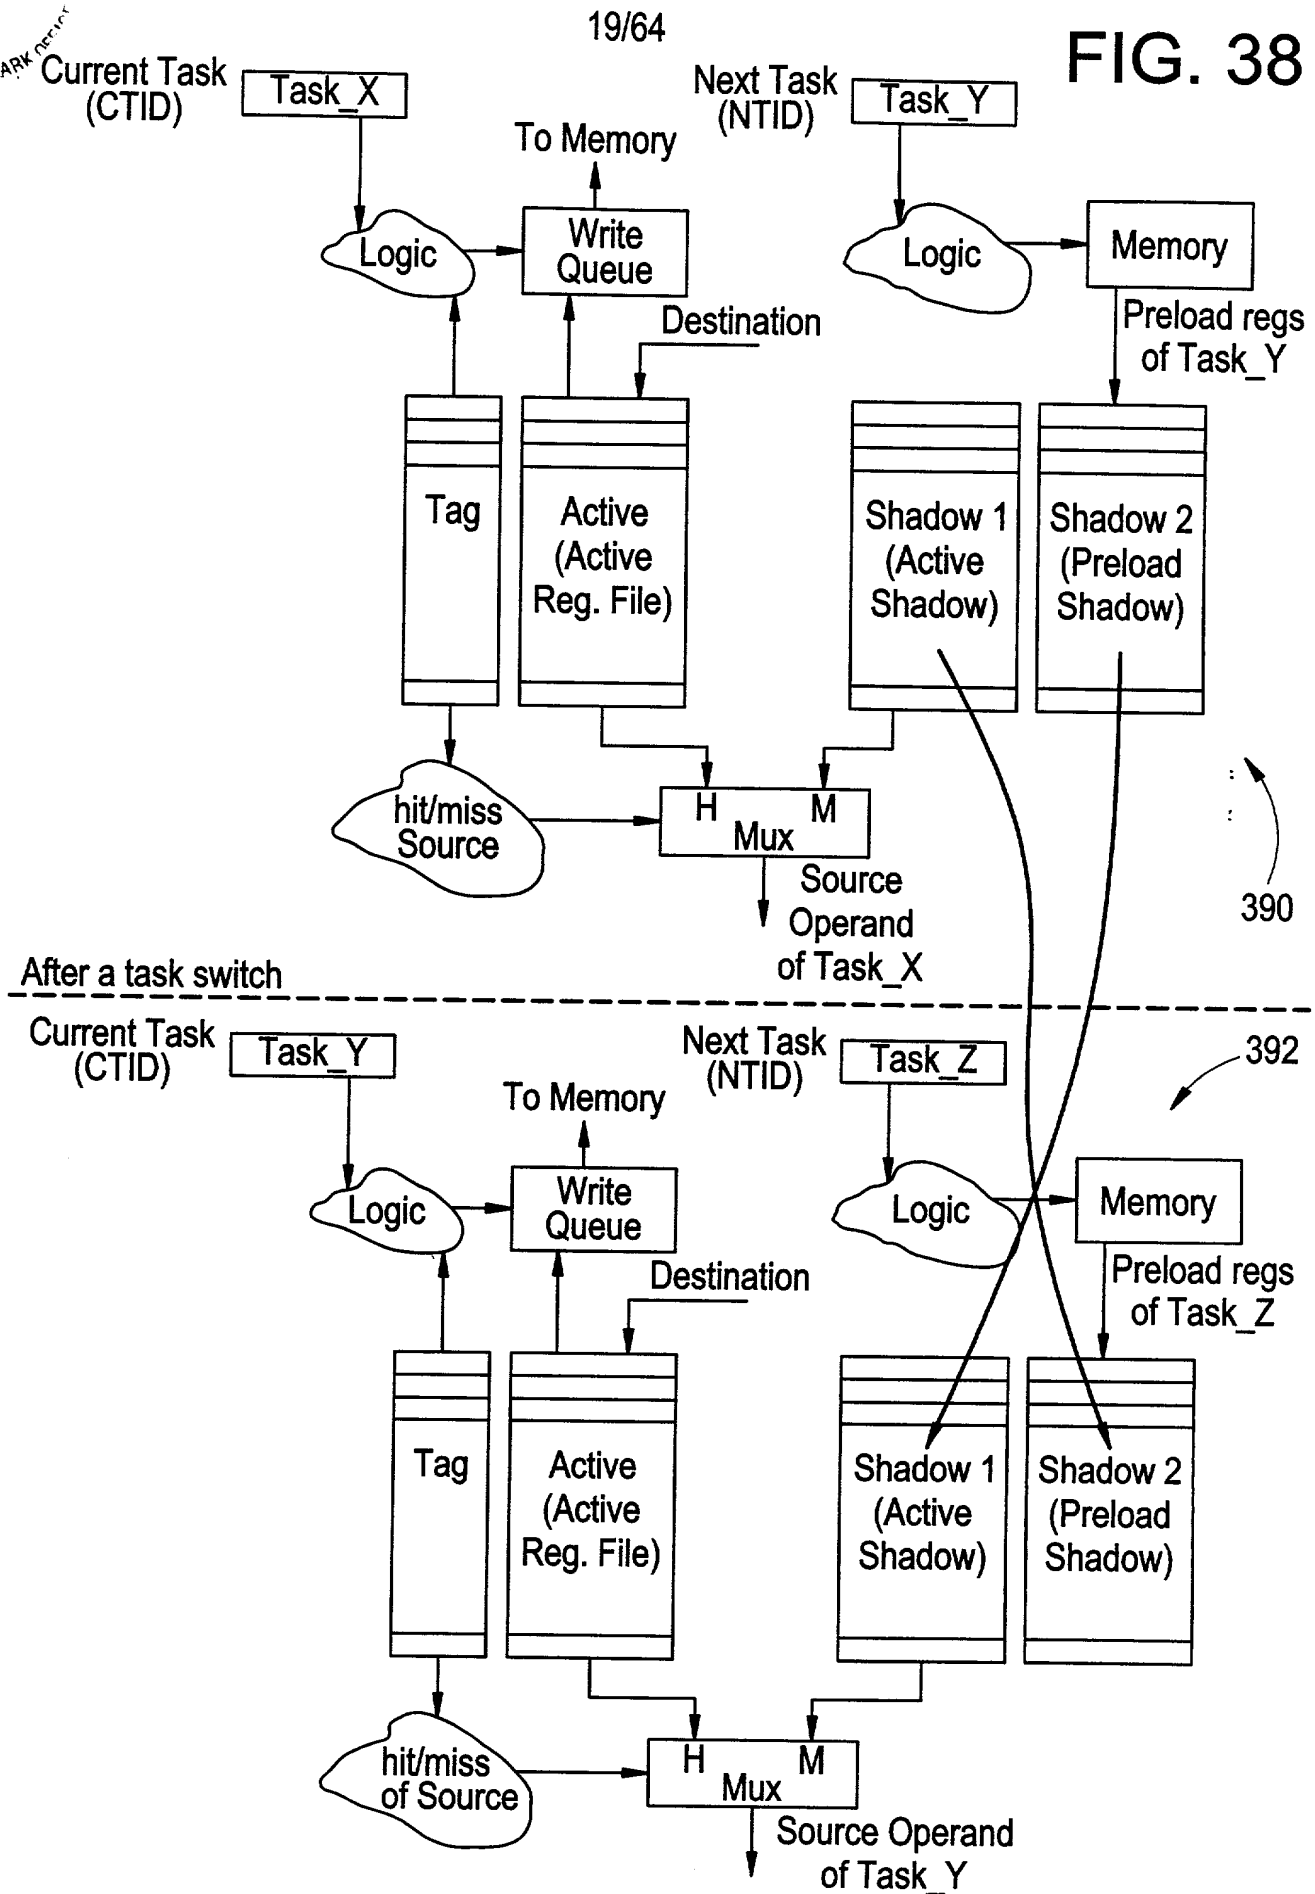 19/64
FIG. 38
ARK OFFICE
Current Task
(CTID)
Task_X
Next Task
(NTID)
Task_Y
To Memory
Logic
Write
Queue
Logic
Memory
Destination
Preload regs
of Task_Y
Tag
Active
(Active
Reg. File)
Shadow 1
(Active
Shadow)
Shadow 2
(Preload
Shadow)
hit/miss
Source
H
M
Mux
Source
Operand
of Task_X
390
After a task switch
Current Task
(CTID)
Task_Y
Next Task
(NTID)
Task_Z
392
To Memory
Logic
Write
Queue
Logic
Memory
Destination
Preload regs
of Task_Z
Tag
Active
(Active
Reg. File)
Shadow 1
(Active
Shadow)
Shadow 2
(Preload
Shadow)
hit/miss
of Source
H
M
Mux
Source Operand
of Task_Y